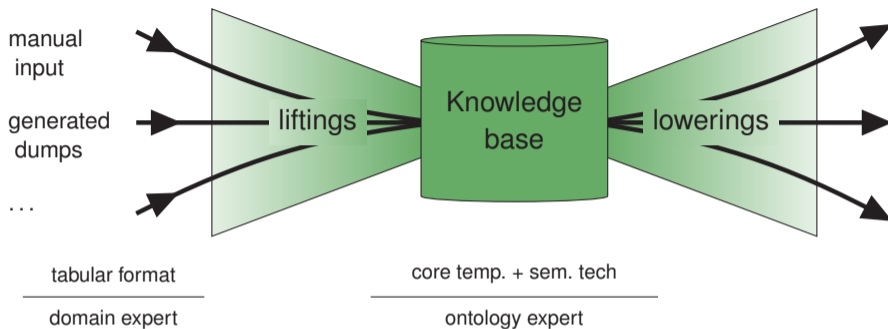 manual
input
generated
dumps
...
liftings
Knowledge
base
lowerings
tabular format
domain expert
core temp. + sem. tech
ontology expert